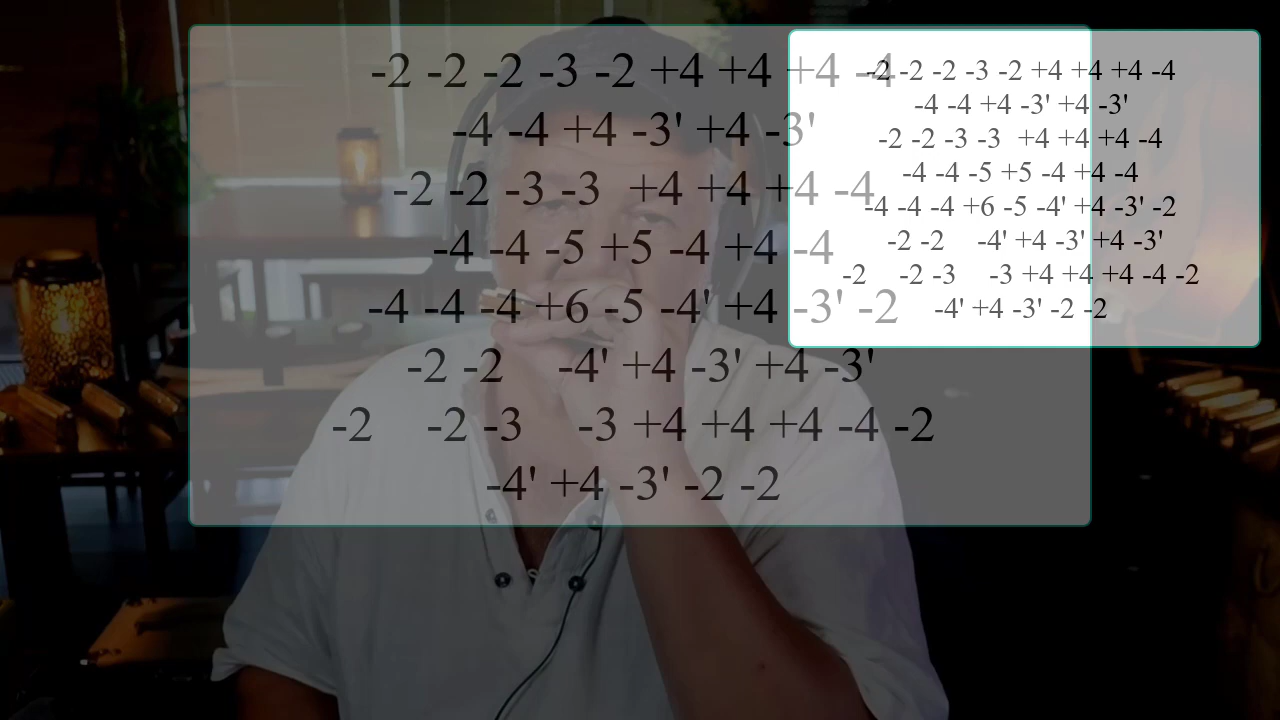 -2 -2 -2 -3 -2 +4 +4 +4 -4
-4 -4 +4 -3' +4 -3'
-2 -2 -3 -3 +4 +4 +4 -4
-4 -4 -5 +5 -4 +4 -4
-4 -4 -4 +6 -5 -4' +4 -3' -2
-2 -2 -4' +4 -3' +4 -3'
-2 -2 -3 -3 +4 +4 +4 -4 -2
-4' +4 -3' -2 -2
-2 -2 -2 -3 -2 +4 +4 +4 -4
-4 -4 +4 -3' +4 -3'
-2 -2 -3 -3 +4 +4 +4 -4
-4 -4 -5 +5 -4 +4 -4
-4 -4 -4 +6 -5 -4' +4 -3' -2
-2 -2 -4' +4 -3' +4 -3'
-2 -2 -3 -3 +4 +4 +4 -4 -2
-4' +4 -3' -2 -2